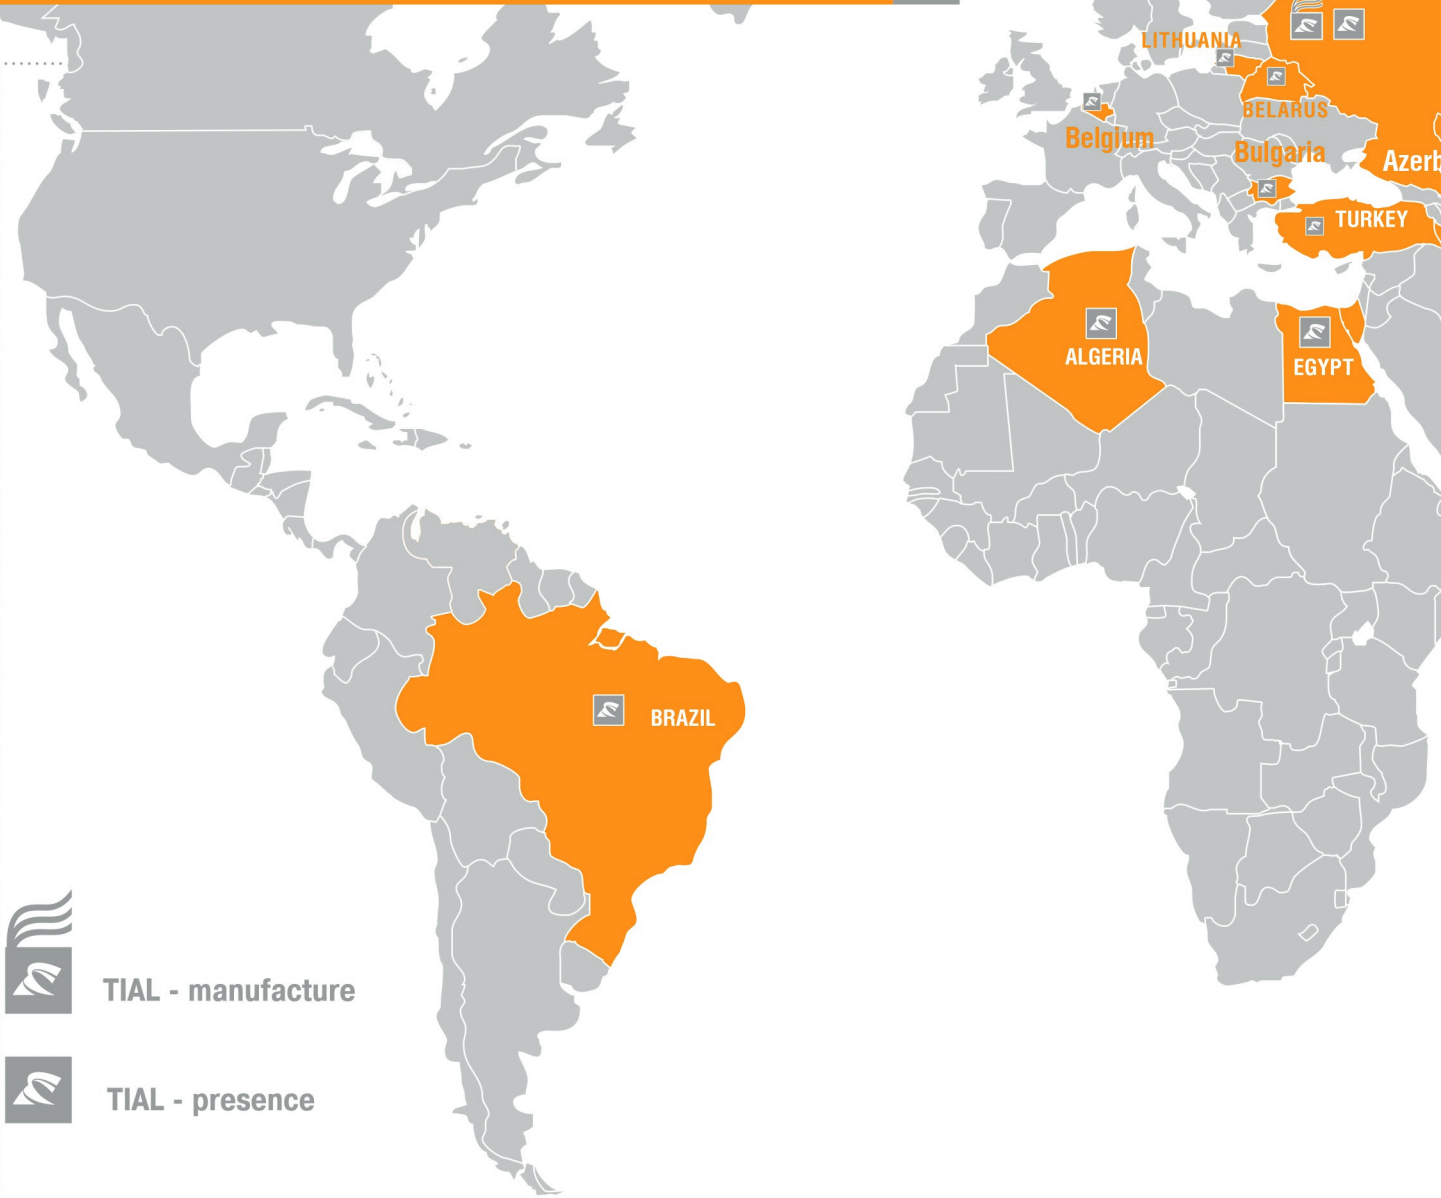 LITHUANIA
BELARUS
Belgium
Bulgaria
Azerb
TURKEY
ALGERIA
EGYPT
BRAZIL
TIAL - manufacture
TIAL - presence